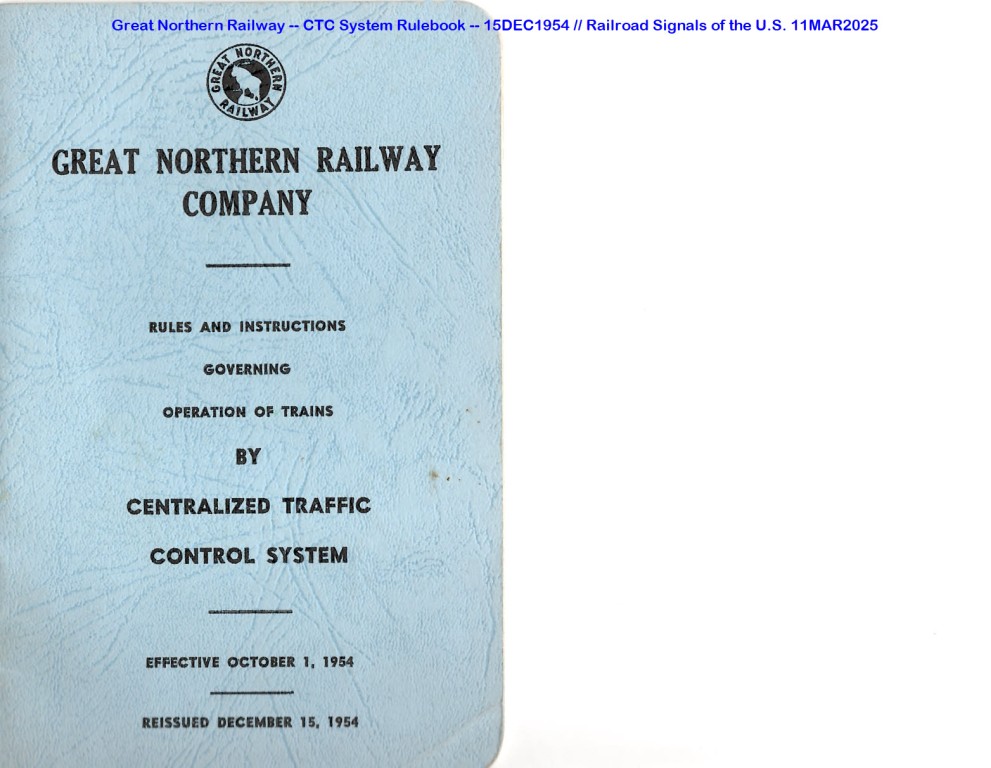 Great Northern Railway -- CTC System Rulebook -- 15DEC1954 // Railroad Signals of the U.S. 11MAR2025
GREAT NORTHERN
RAILWAY
GREAT NORTHERN RAILWAY
COMPANY
RULES AND INSTRUCTIONS
GOVERNING
OPERATION OF TRAINS
BY
CENTRALIZED TRAFFIC
CONTROL SYSTEM
EFFECTIVE OCTOBER 1, 1954
REISSUED DECEMBER 15, 1954